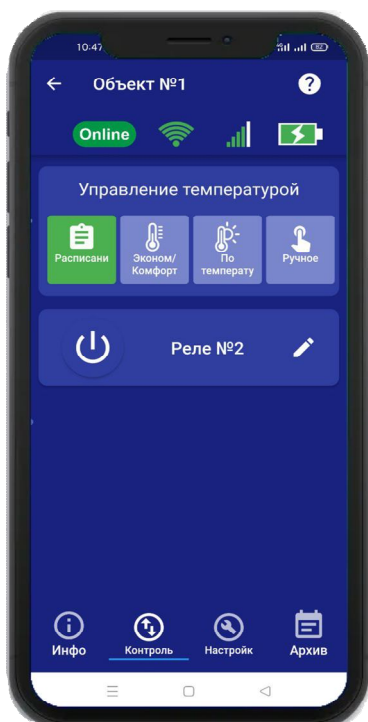 10:47
Объект №1
?
Online
Управление температурой
Расписани
Эконом/
Комфорт
По
температу
Ручное
Реле №2
Инфо
Контроль
Настройк
Архив